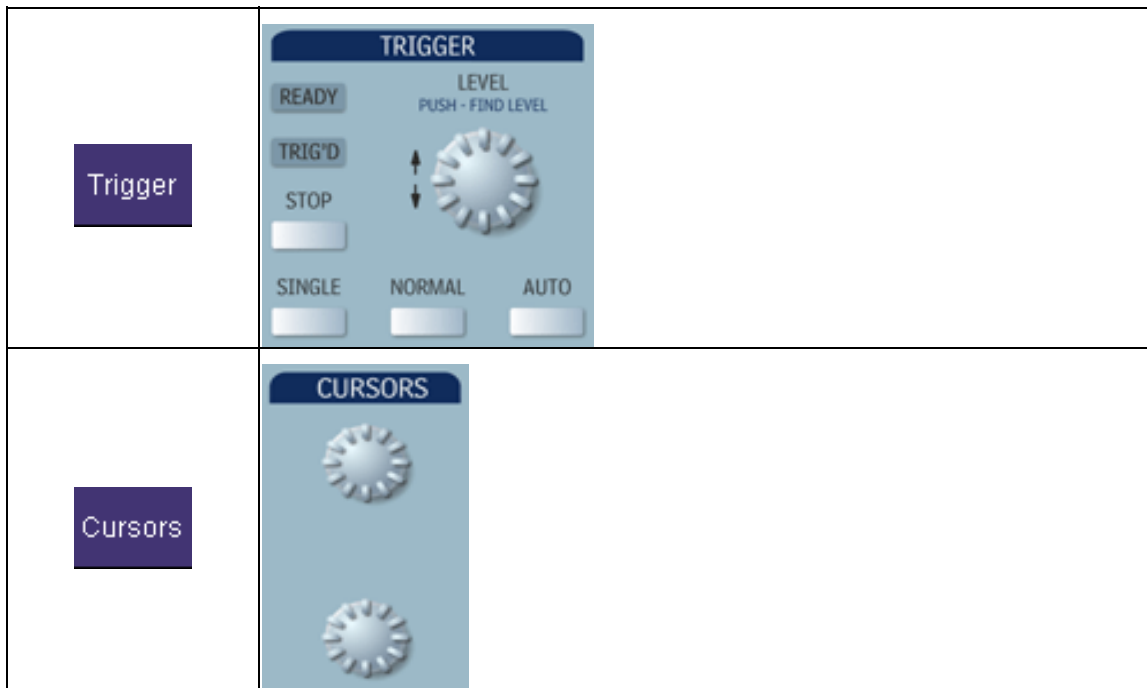 Trigger
TRIGGER
LEVEL
PUSH - FIND LEVEL
READY
TRIG'D
STOP
SINGLE NORMAL AUTO
Cursors
CURSORS